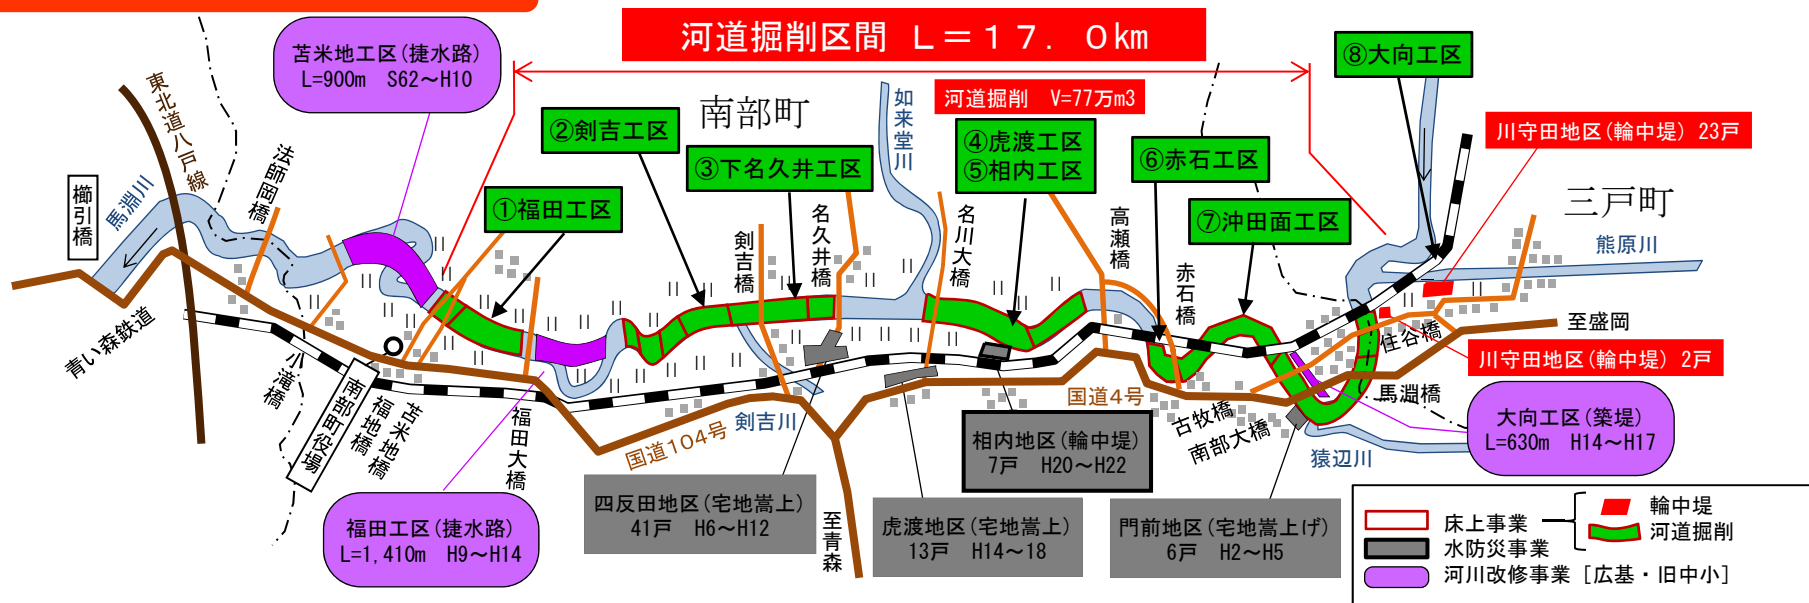 河道掘削区間 L=17.0km
苫米地工区(捷水路)
L=900m S62~H10
⑧大向工区
河道掘削 V=77万m3
東北道八戸線
南部町
如来堂川
②剣吉工区
④虎渡工区
⑤相内工区
川守田地区(輪中堤) 23戸
⑥赤石工区
③下名久井工区
法師岡橋
櫛引橋
馬淵川
①福田工区
三戸町
⑦沖田面工区
熊原川
名久井橋
名川大橋
高瀬橋
剣吉橋
赤石橋
至盛岡
住谷橋
川守田地区(輪中堤) 2戸
青い森鉄道
小滝橋
南部町役場
福地橋
苫米地橋
福田大橋
国道104号
剣吉川
国道4号
古牧橋
南部大橋
馬淵橋
猿辺川
大向工区(築堤)
L=630m H14~H17
相内地区(輪中堤)
7戸 H20~H22
四反田地区(宅地嵩上)
41戸 H6~H12
至青森
虎渡地区(宅地嵩上)
13戸 H14~18
門前地区(宅地嵩上げ)
6戸 H2~H5
福田工区(捷水路)
L=1,410m H9~H14
床上事業
輪中堤
河道掘削
水防災事業
河川改修事業 [広基・旧中小]